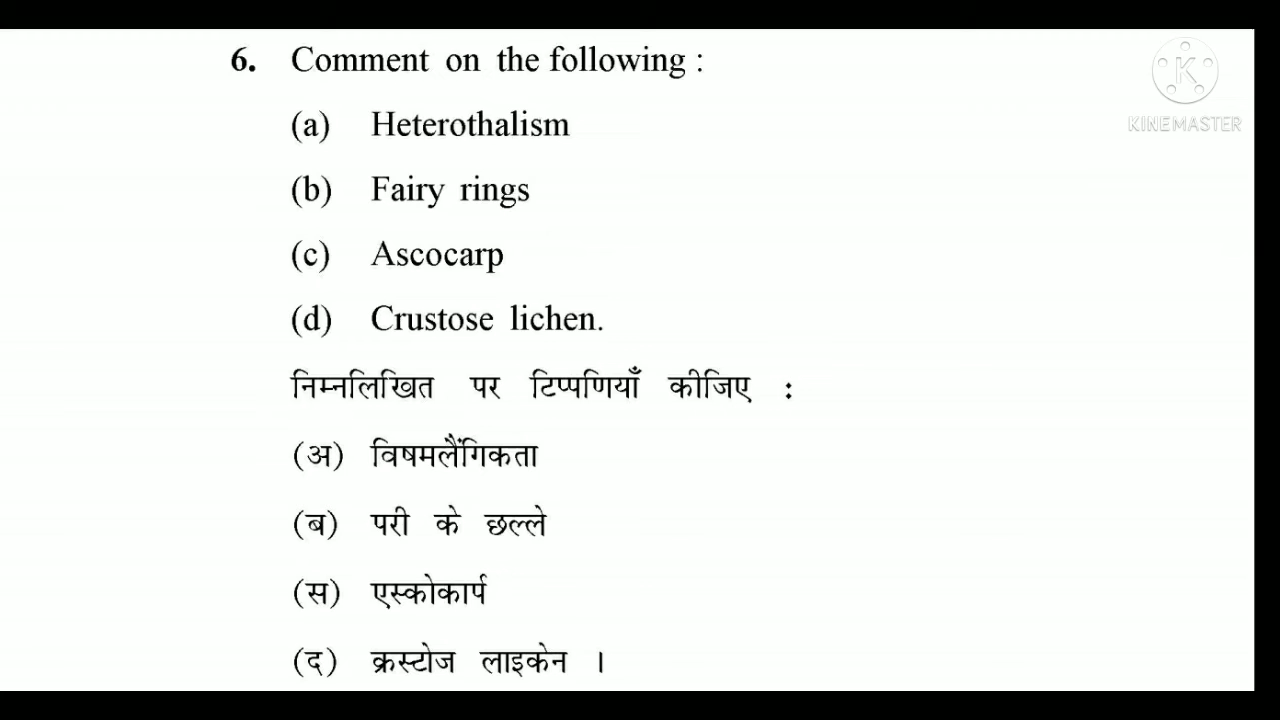 6. Comment on the following :
KINEMASTER
(a) Heterothalism
(b) Fairy rings
(c) Ascocarp
(d) Crustose lichen.
निम्नलिखित पर टिप्पणियाँ कीजिए :
(अ) विषमलैंगिकता
(ब) परी के छल्ले
(स) एस्कोकार्प
(द) क्रस्टोज लाइकेन ।